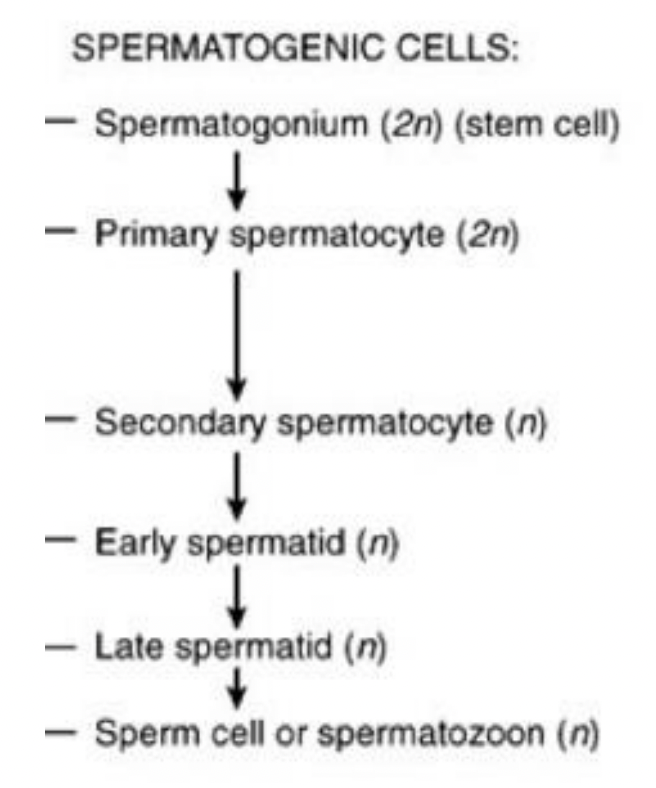 SPERMATOGENIC CELLS:
Spermatogonium (2n) (stem cell)
Primary spermatocyte (2n)
Secondary spermatocyte (n)
Early spermatid (n)
Late spermatid (n)
Sperm cell or spermatozoon (n)